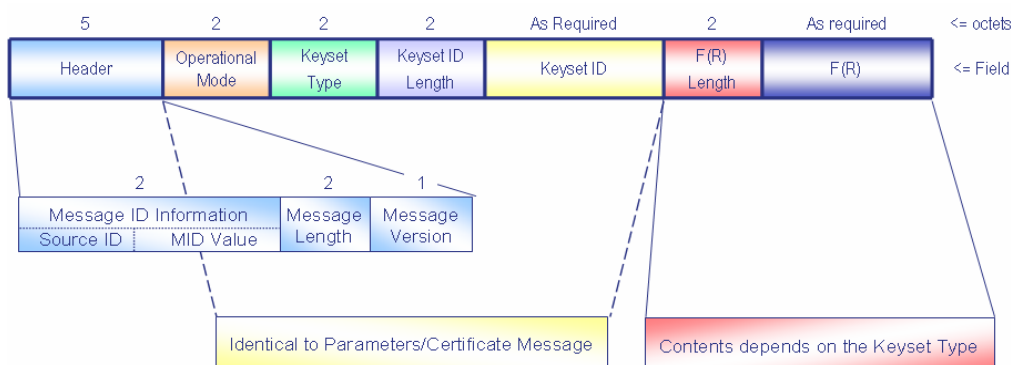 5 2 2 2 As Required 2 As required <= octets
Header Operational Mode Keyset Type Keyset ID Length Keyset ID F(R) Length F(R) <= Field
2 2 1
Message ID Information Message Length Message Version
Source ID MID Value
Identical to Parameters/Certificate Message Contents depends on the Keyset Type